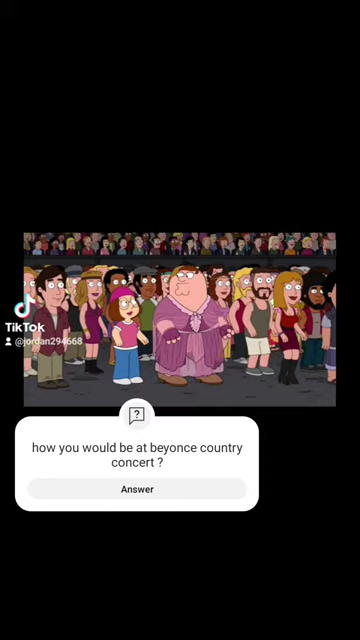 TikTok
@jordan294668
how you would be at beyonce country
concert ?
Answer